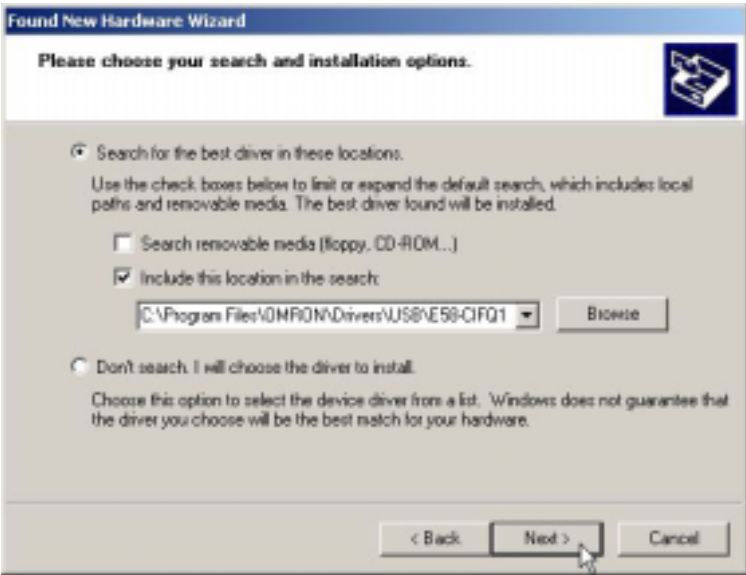 Found New Hardware Wizard
Please choose your search and installation options.
Search for the best driver in these locations.
Use the check boxes below to limit or expand the default search, which includes local
paths and removable media. The best driver found will be installed.
Search removable media (floppy, CD-ROM...)
Include this location in the search:
C:\Program Files\OMRON\Drivers\USB\E58-CIFQ1
Browse
Don't search. I will choose the driver to install.
Choose this option to select the device driver from a list. Windows does not guarantee that
the driver you choose will be the best match for your hardware.
< Back Next > Cancel